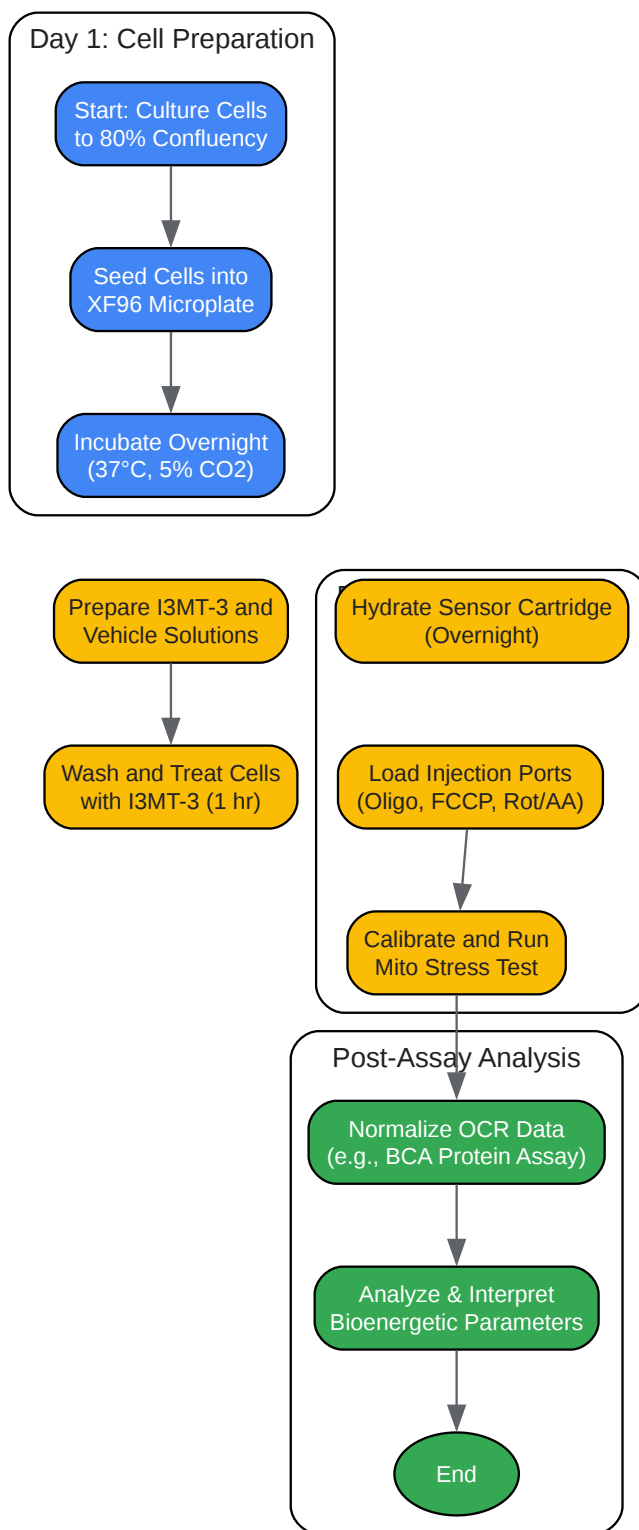 Day 1: Cell Preparation
Start: Culture Cells
to 80% Confluency
Seed Cells into
XF96 Microplate
Incubate Overnight
(37°C, 5% CO2)
Prepare I3MT-3 and
Vehicle Solutions
Wash and Treat Cells
with I3MT-3 (1 hr)
Hydrate Sensor Cartridge
(Overnight)
Load Injection Ports
(Oligo, FCCP, Rot/AA)
Calibrate and Run
Mito Stress Test
Post-Assay Analysis
Normalize OCR Data
(e.g., BCA Protein Assay)
Analyze & Interpret
Bioenergetic Parameters
End